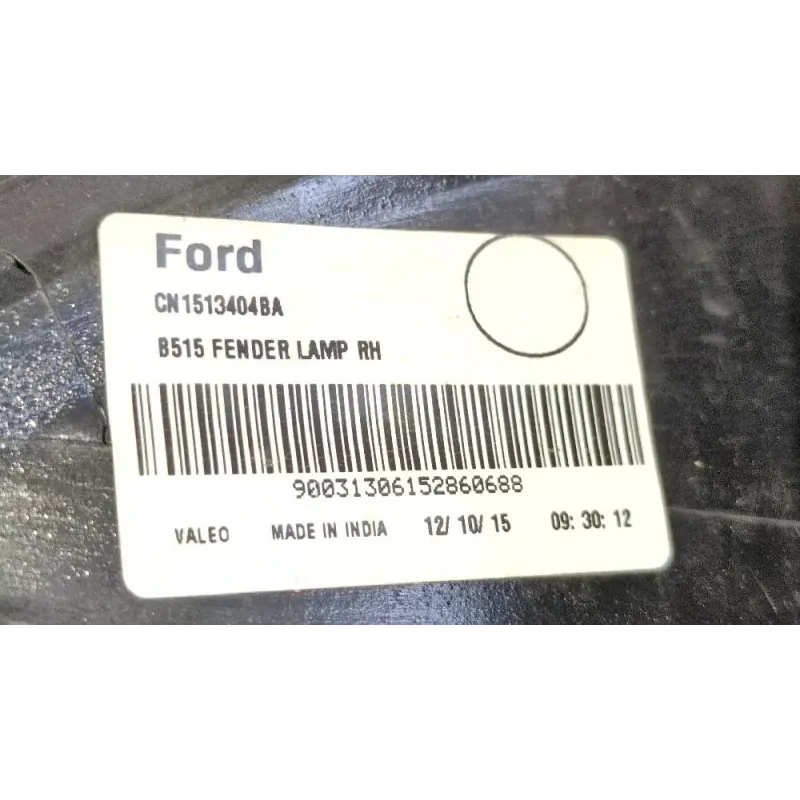 Ford
CN1513404BA
B515 FENDER LAMP RH
90031306152860688
VALEO MADE IN INDIA 12/ 10/ 15 09: 30: 12